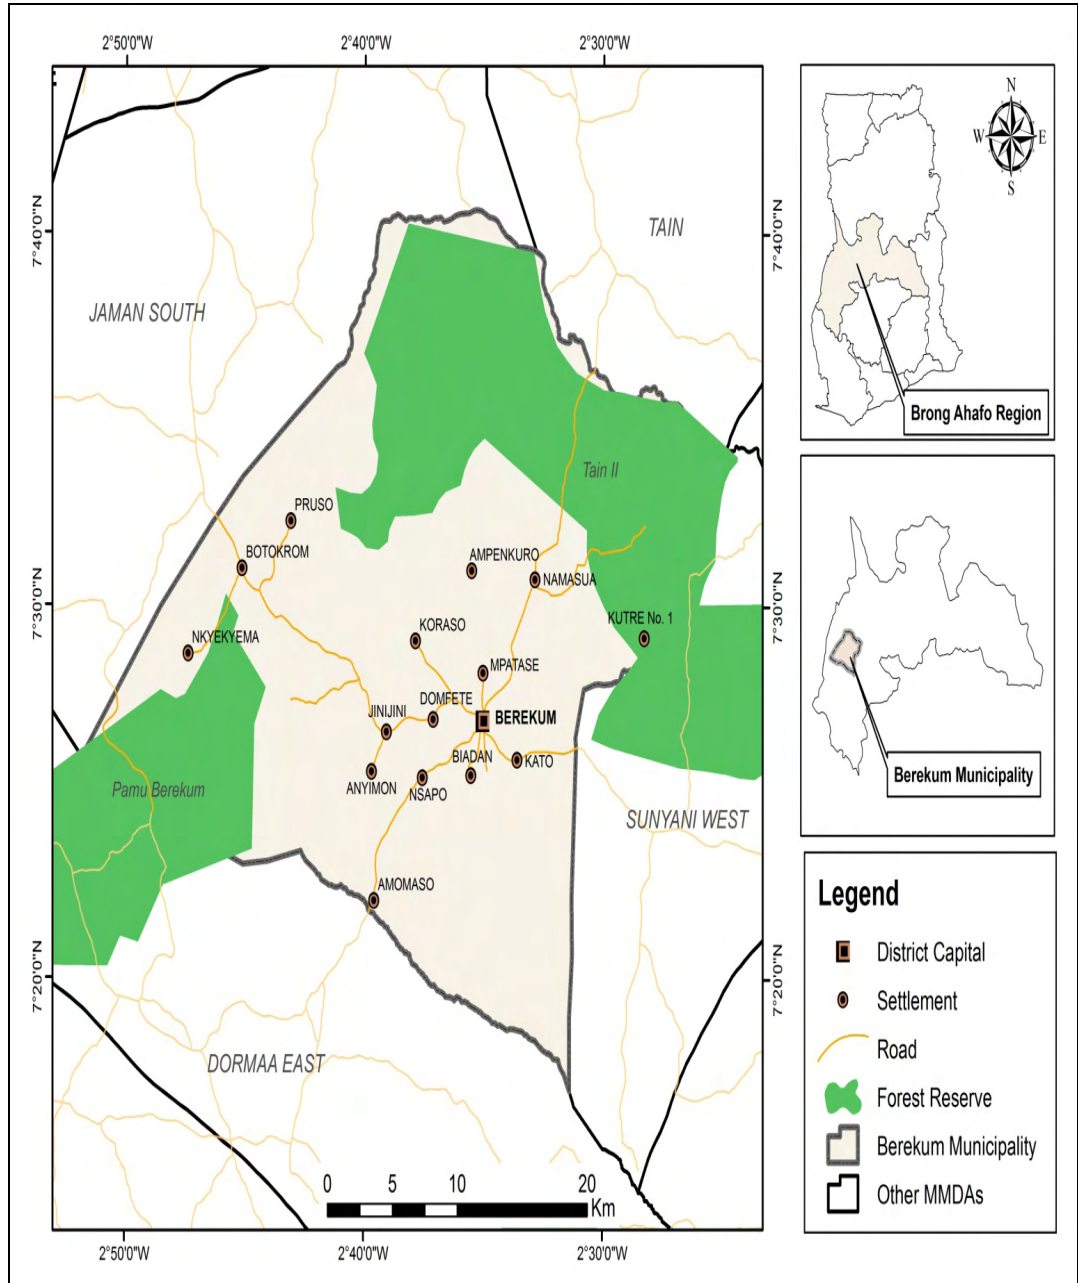 2°50'0"W
2°40'0"W
2°30'0"W
7°40'0"N
7°40'0"N
7°30'0"N
7°30'0"N
7°20'0"N
7°20'0"N
TAIN
JAMAN SOUTH
Tain II
PRUSO
BOTOKROM
AMPENKURO
NAMASUA
KUTRE No. 1
NKYEKYEMA
KORASO
MPATASE
DOMFETE
JINIJINI
BEREKUM
BIADAN
KATO
ANYIMON
NSAPO
Pamu Berekum
SUNYANI WEST
AMOMASO
DORMAA EAST
0
5
10
20
Km
2°50'0"W
2°40'0"W
2°30'0"W
N
W
E
S
Brong Ahafo Region
Berekum Municipality
Legend
District Capital
Settlement
Road
Forest Reserve
Berekum Municipality
Other MMDAs